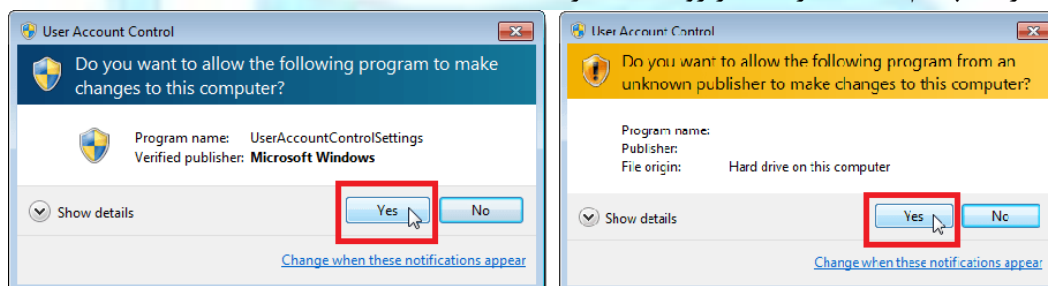 User Account Control
Do you want to allow the following program to make
changes to this computer?
Program name: UserAccountControlSettings
Verified publisher: Microsoft Windows
Show details
Yes
No
Change when these notifications appear
User Account Control
Do you want to allow the following program from an
unknown publisher to make changes to this computer?
Program name:
Publisher:
File origin: Hard drive on this computer
Show details
Yes
No
Change when these notifications appear